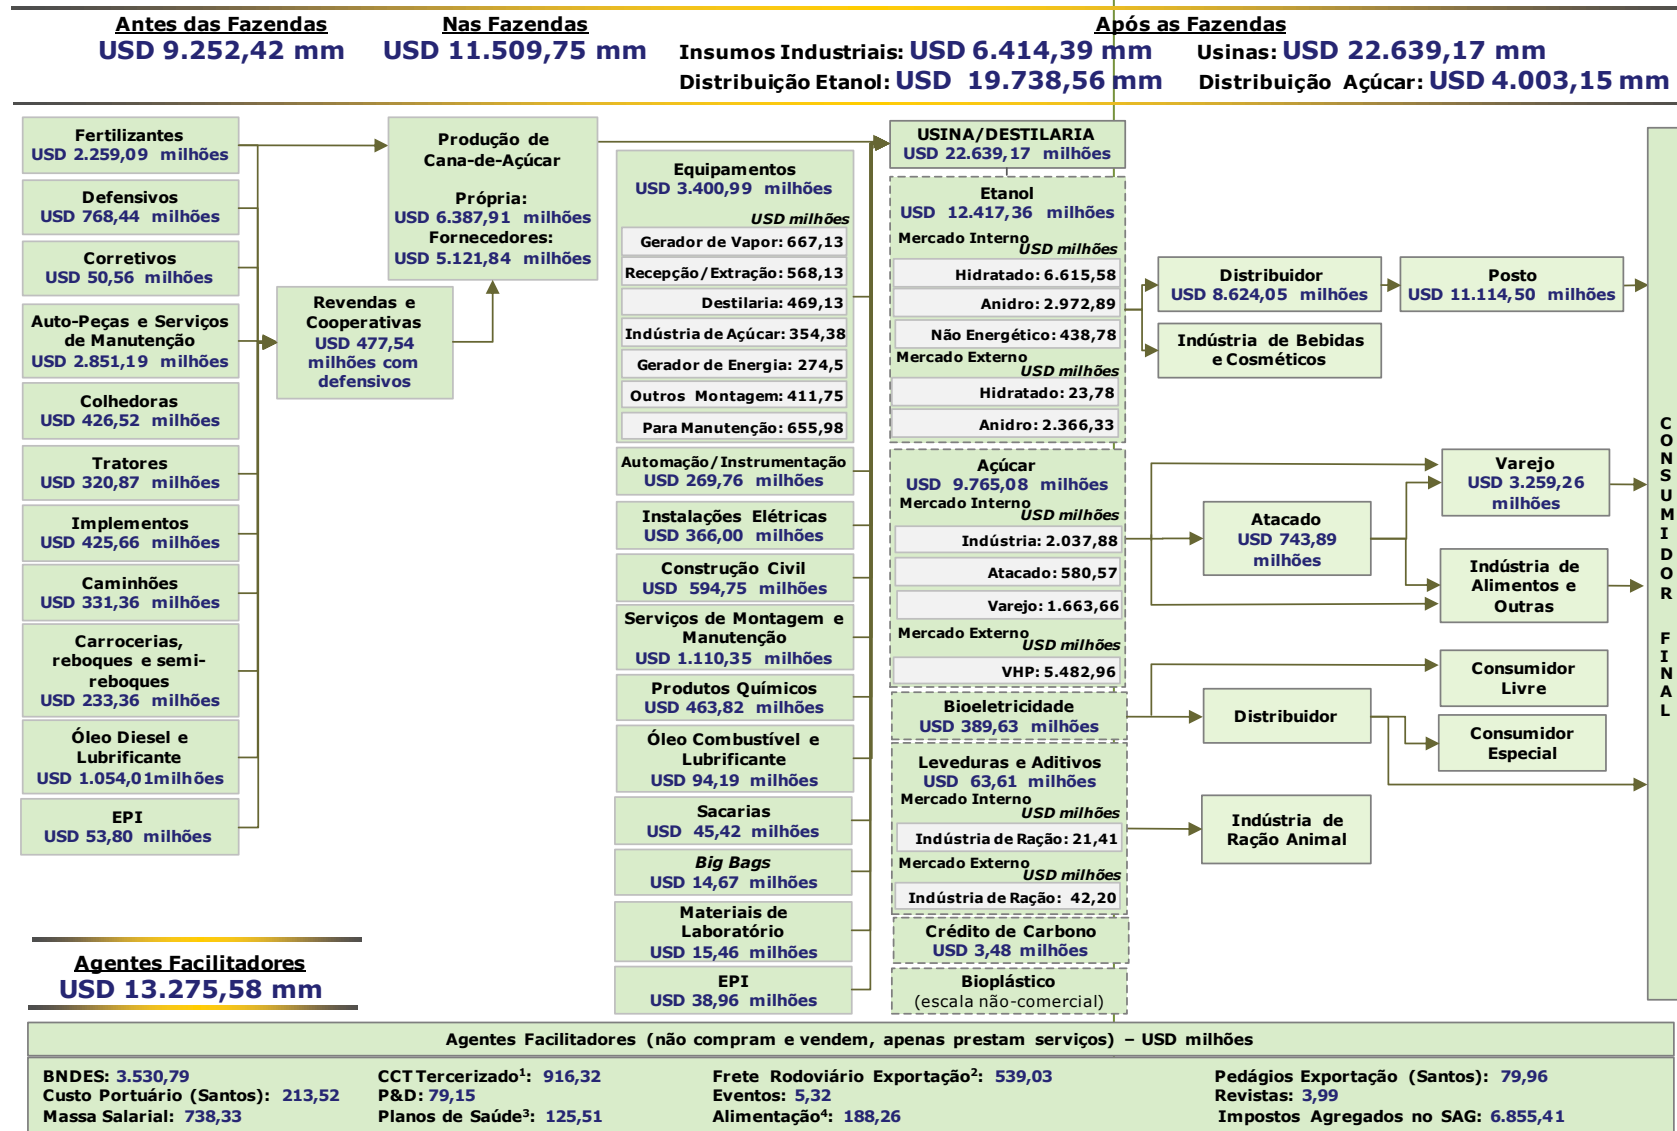 Antes das Fazendas
USD 9.252,42 mm
Nas Fazendas
USD 11.509,75 mm
Após as Fazendas
Insumos Industriais: USD 6.414,39 mm
Usinas: USD 22.639,17 mm
Distribuição Etanol: USD 19.738,56 mm
Distribuição Açúcar: USD 4.003,15 mm
Fertilizantes
USD 2.259,09 milhões
Defensivos
USD 768,44 milhões
Corretivos
USD 50,56 milhões
Auto-Peças e Serviços
de Manutenção
USD 2.851,19 milhões
Colhedoras
USD 426,52 milhões
Tratores
USD 320,87 milhões
Implementos
USD 425,66 milhões
Caminhões
USD 331,36 milhões
Carrocerias,
reboques e semi-
reboques
USD 233,36 milhões
Óleo Diesel e
Lubrificante
USD 1.054,01milhões
EPI
USD 53,80 milhões
Revendas e
Cooperativas
USD 477,54
milhões com
defensivos
Produção de
Cana-de-Açúcar
Própria:
USD 6.387,91 milhões
Fornecedores:
USD 5.121,84 milhões
Equipamentos
USD 3.400,99 milhões
USD milhões
Gerador de Vapor: 667,13
Recepção/Extração: 568,13
Destilaria: 469,13
Indústria de Açúcar: 354,38
Gerador de Energia: 274,5
Outros Montagem: 411,75
Para Manutenção: 655,98
Automação/Instrumentação
USD 269,76 milhões
Instalações Elétricas
USD 366,00 milhões
Construção Civil
USD 594,75 milhões
Serviços de Montagem e
Manutenção
USD 1.110,35 milhões
Produtos Químicos
USD 463,82 milhões
Óleo Combustível e
Lubrificante
USD 94,19 milhões
Sacarias
USD 45,42 milhões
Big Bags
USD 14,67 milhões
Materiais de
Laboratório
USD 15,46 milhões
EPI
USD 38,96 milhões
USINA/DESTILARIA
USD 22.639,17 milhões
Etanol
USD 12.417,36 milhões
Mercado Interno
USD milhões
Hidratado: 6.615,58
Anidro: 2.972,89
Não Energético: 438,78
Mercado Externo
USD milhões
Hidratado: 23,78
Anidro: 2.366,33
Açúcar
USD 9.765,08 milhões
Mercado Interno
USD milhões
Indústria: 2.037,88
Atacado: 580,57
Varejo: 1.663,66
Mercado Externo
USD milhões
VHP: 5.482,96
Bioeletricidade
USD 389,63 milhões
Leveduras e Aditivos
USD 63,61 milhões
Mercado Interno
USD milhões
Indústria de Ração: 21,41
Mercado Externo
USD milhões
Indústria de Ração: 42,20
Crédito de Carbono
USD 3,48 milhões
Bioplástico
(escala não-comercial)
Distribuidor
USD 8.624,05 milhões
Posto
USD 11.114,50 milhões
Indústria de Bebidas
e Cosméticos
Atacado
USD 743,89
milhões
Varejo
USD 3.259,26
milhões
Indústria de
Alimentos e
Outras
Distribuidor
Consumidor
Livre
Consumidor
Especial
Indústria de
Ração Animal
CONSUMIDOR FINAL
Agentes Facilitadores
USD 13.275,58 mm
Agentes Facilitadores (não compram e vendem, apenas prestam serviços) – USD milhões
BNDES: 3.530,79
CCT Tercerizado¹: 916,32
Frete Rodoviário Exportação²: 539,03
Pedágios Exportação (Santos): 79,96
Custo Portuário (Santos): 213,52
P&D: 79,15
Eventos: 5,32
Revistas: 3,99
Massa Salarial: 738,33
Planos de Saúde³: 125,51
Alimentação⁴: 188,26
Impostos Agregados no SAG: 6.855,41